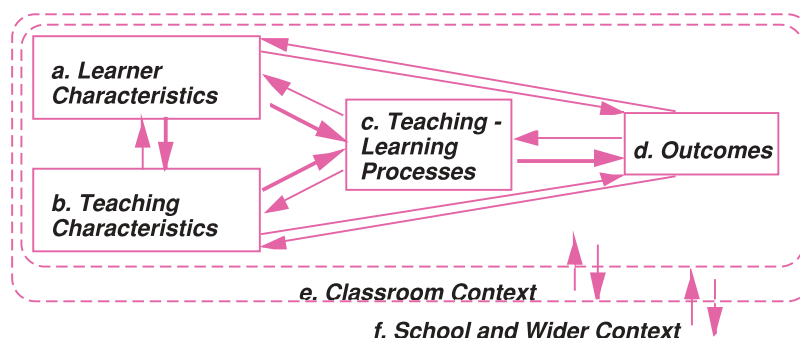 a. Learner
Characteristics
c. Teaching -
Learning
Processes
d. Outcomes
b. Teaching
Characteristics
e. Classroom Context
f. School and Wider Context